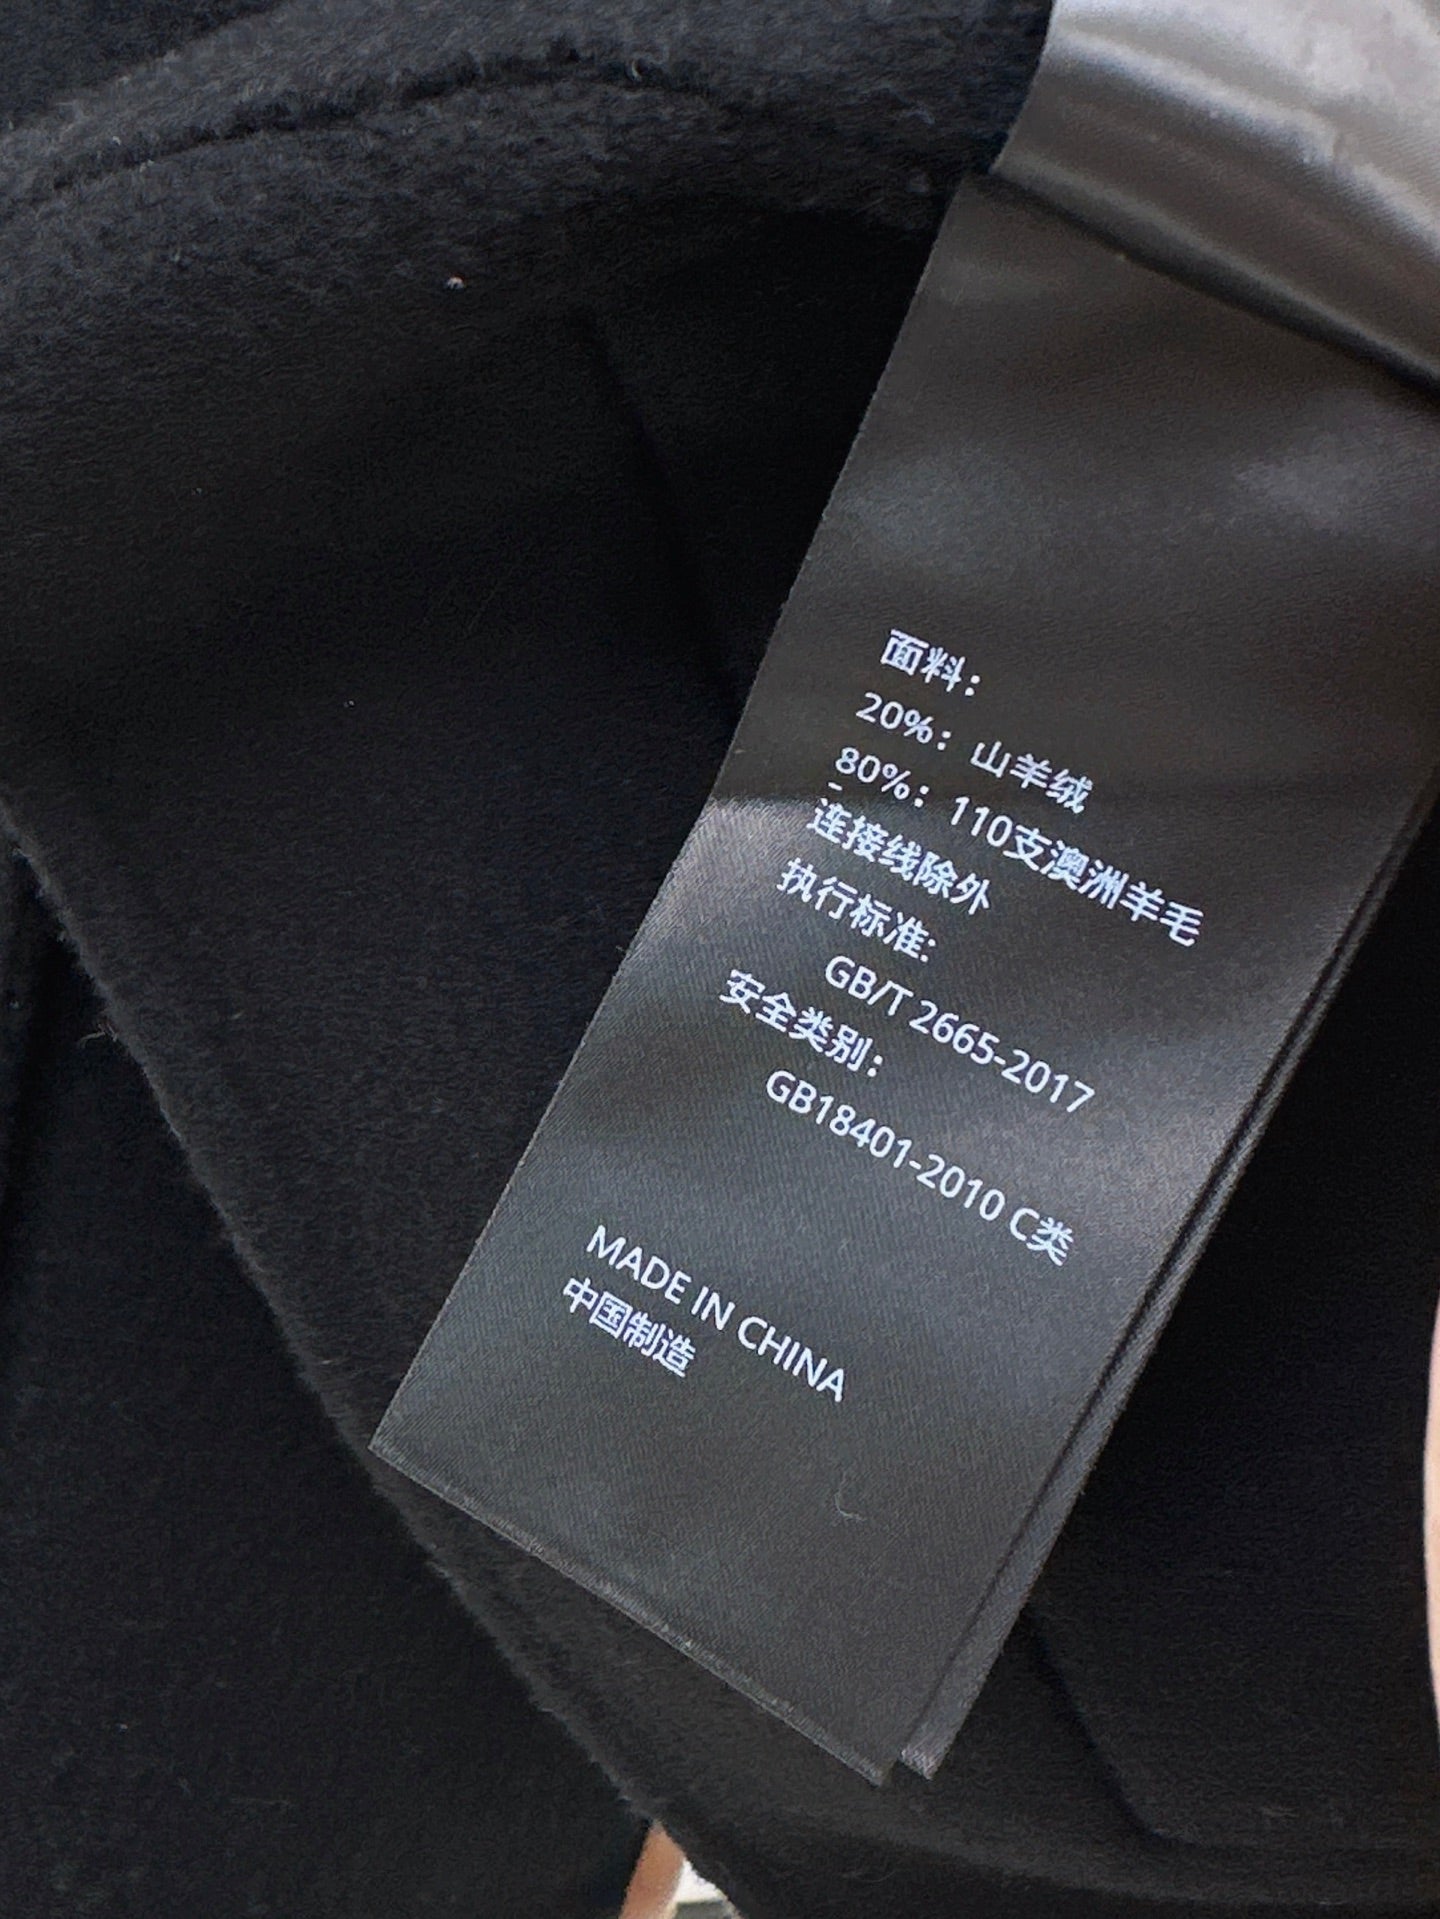 面料：
20%：山羊绒
80%：110支澳洲羊毛
连接线除外
执行标准:
GB/T 2665-2017
安全类别：
GB18401-2010 C类
MADE IN CHINA
中国制造